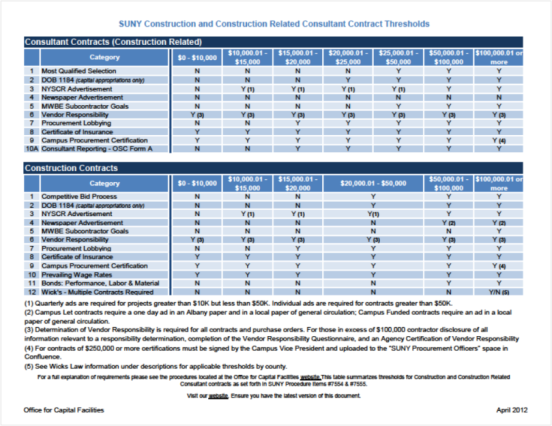 SUNY Construction and Construction Related Consultant Contract Thresholds
Consultant Contracts (Construction Related)
Category $0 - $10,000 $10,000.01 - $15,000 $15,000.01 - $20,000 $20,000.01 - $25,000 $25,000.01 - $50,000 $50,000.01 - $100,000 $100,000.01 or more
1 Most Qualified Selection N N N N Y Y Y
2 DOB 1184 (capital appropriations only) N N N Y Y Y Y
3 NYSCR Advertisement N Y (1) Y (1) Y (1) Y (1) Y Y
4 Newspaper Advertisement N N N N N N N
5 MWBE Subcontractor Goals N N N N Y Y Y
6 Vendor Responsibility Y (3) Y (3) Y (3) Y (3) Y (3) Y (3) Y (3)
7 Procurement Lobbying N N Y Y Y Y Y
8 Certificate of Insurance Y Y Y Y Y Y Y
9 Campus Procurement Certification Y Y Y Y Y Y Y (4)
10A Consultant Reporting - OSC Form A N N Y Y Y Y Y
Construction Contracts
Category $0 - $10,000 $10,000.01 - $15,000 $15,000.01 - $20,000 $20,000.01 - $50,000 $50,000.01 - $100,000 $100,000.01 or more
1 Competitive Bid Process N N N Y Y Y
2 DOB 1184 (capital appropriations only) N N N Y Y Y
3 NYSCR Advertisement N Y (1) Y (1) Y(1) Y Y
4 Newspaper Advertisement N N N N Y (2) Y (2)
5 MWBE Subcontractor Goals N N N N N Y
6 Vendor Responsibility Y (3) Y (3) Y (3) Y (3) Y (3) Y (3)
7 Procurement Lobbying N N Y Y Y Y
8 Certificate of Insurance Y Y Y Y Y Y
9 Campus Procurement Certification Y Y Y Y Y Y (4)
10 Prevailing Wage Rates Y Y Y Y Y Y
11 Bonds: Performance, Labor & Material N N N N Y Y
12 Wick's - Multiple Contracts Required N N N N N Y/N (5)
(1) Quarterly ads are required for projects greater than $10K but less than $50K. Individual ads are required for contracts greater than $50K.
(2) Campus Let contracts require a one day ad in an Albany paper and in a local paper of general circulation; Campus Funded contracts require an ad in a local
paper of general circulation.
(3) Determination of Vendor Responsibility is required for all contracts and purchase orders. For those in excess of $100,000 contractor disclosure of all
information relevant to a responsibility determination, completion of the Vendor Responsibility Questionnaire, and an Agency Certification of Vendor Responsibility
(4) For contracts of $250,000 or more certifications must be signed by the Campus Vice President and uploaded to the "SUNY Procurement Officers" space in
Confluence.
(5) See Wicks Law information under descriptions for applicable thresholds by county.
For a full explanation of requirements please see the procedures located at the Office for Capital Facilities website.This table summarizes thresholds for Construction and Construction Related
Consultant contracts as set forth in SUNY Procedure Items #7554 & #7555.
Visit our website. Ensure you have the latest version of this document.
Office for Capital Facilities April 2012